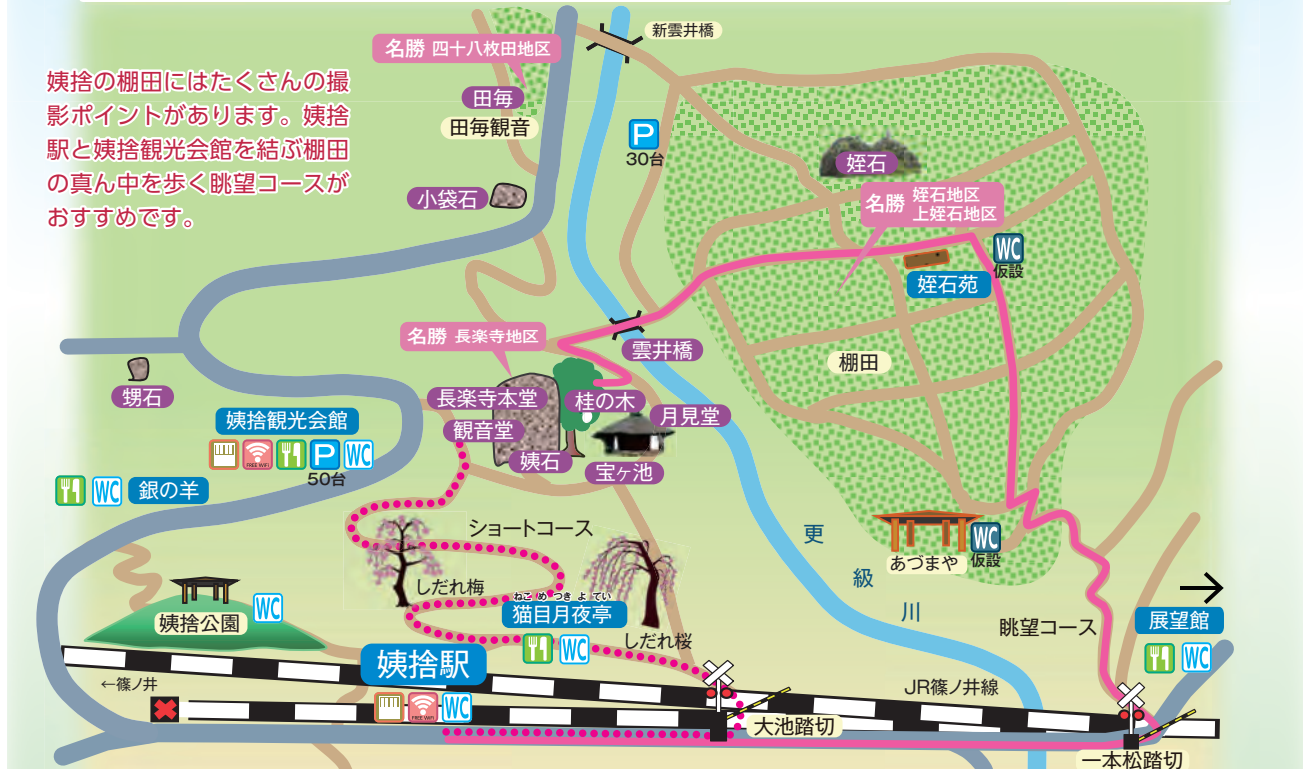 新雲井橋
名勝 四十八枚田地区
姨捨の棚田にはたくさんの撮
影ポイントがあります。姨捨
駅と姨捨観光会館を結ぶ棚田
の真ん中を歩く眺望コースが
おすすめです。
田毎
田毎観音
P
30台
姪石
小袋石
名勝 姪石地区
上姪石地区
WC
仮設
姪石苑
名勝 長楽寺地区
雲井橋
棚田
甥石
長楽寺本堂
桂の木
月見堂
観音堂
姨石
宝ヶ池
姨捨観光会館
FREE WiFi
P
WC
50台
WC
銀の羊
ショートコース
更
級
川
あづまや
WC
仮設
しだれ梅
ねこめつきよてい
猫目月夜亭
WC
しだれ桜
姨捨公園
WC
眺望コース
展望館
WC
姨捨駅
FREE WiFi
WC
←篠ノ井
JR篠ノ井線
大池踏切
一本松踏切